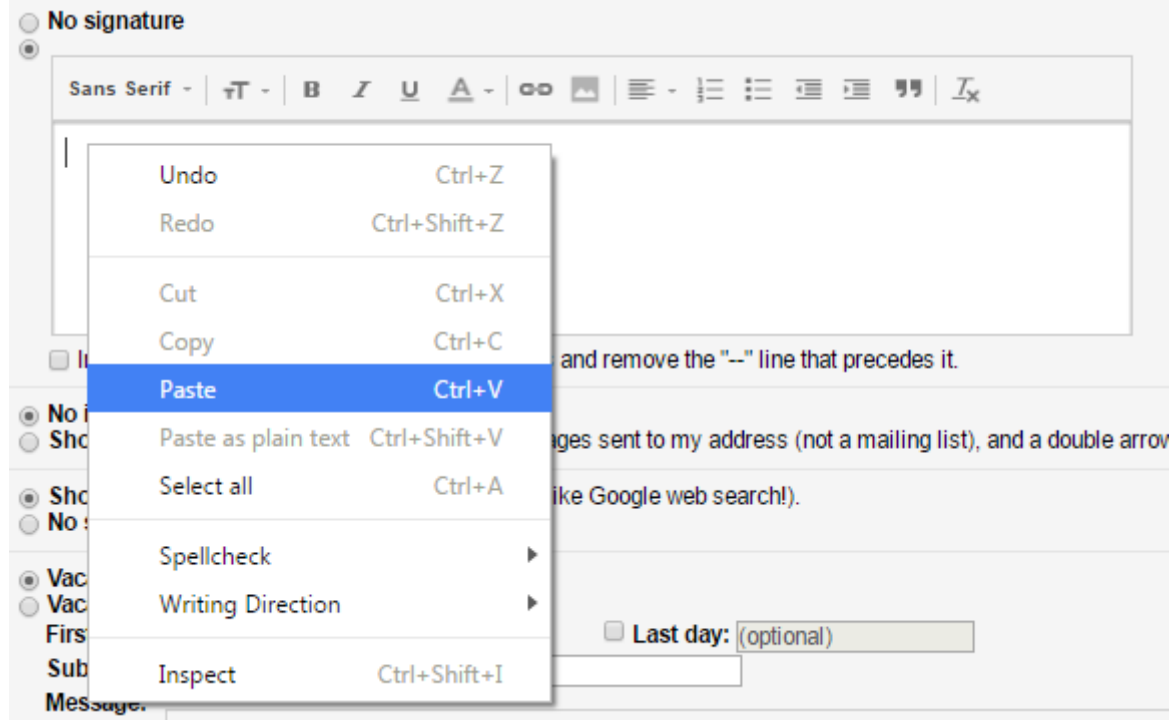 No signature
Sans Serif
Undo Ctrl+Z
Redo Ctrl+Shift+Z
Cut Ctrl+X
Copy Ctrl+C
and remove the "--" line that precedes it.
Paste Ctrl+V
No
Paste as plain text Ctrl+Shift+V
Sho ages sent to my address (not a mailing list), and a double arrow
Select all Ctrl+A
Sho ike Google web search!).
No s
Spellcheck
Vac
Writing Direction
Vac
Firs Last day: (optional)
Sub
Inspect Ctrl+Shift+I
Message: